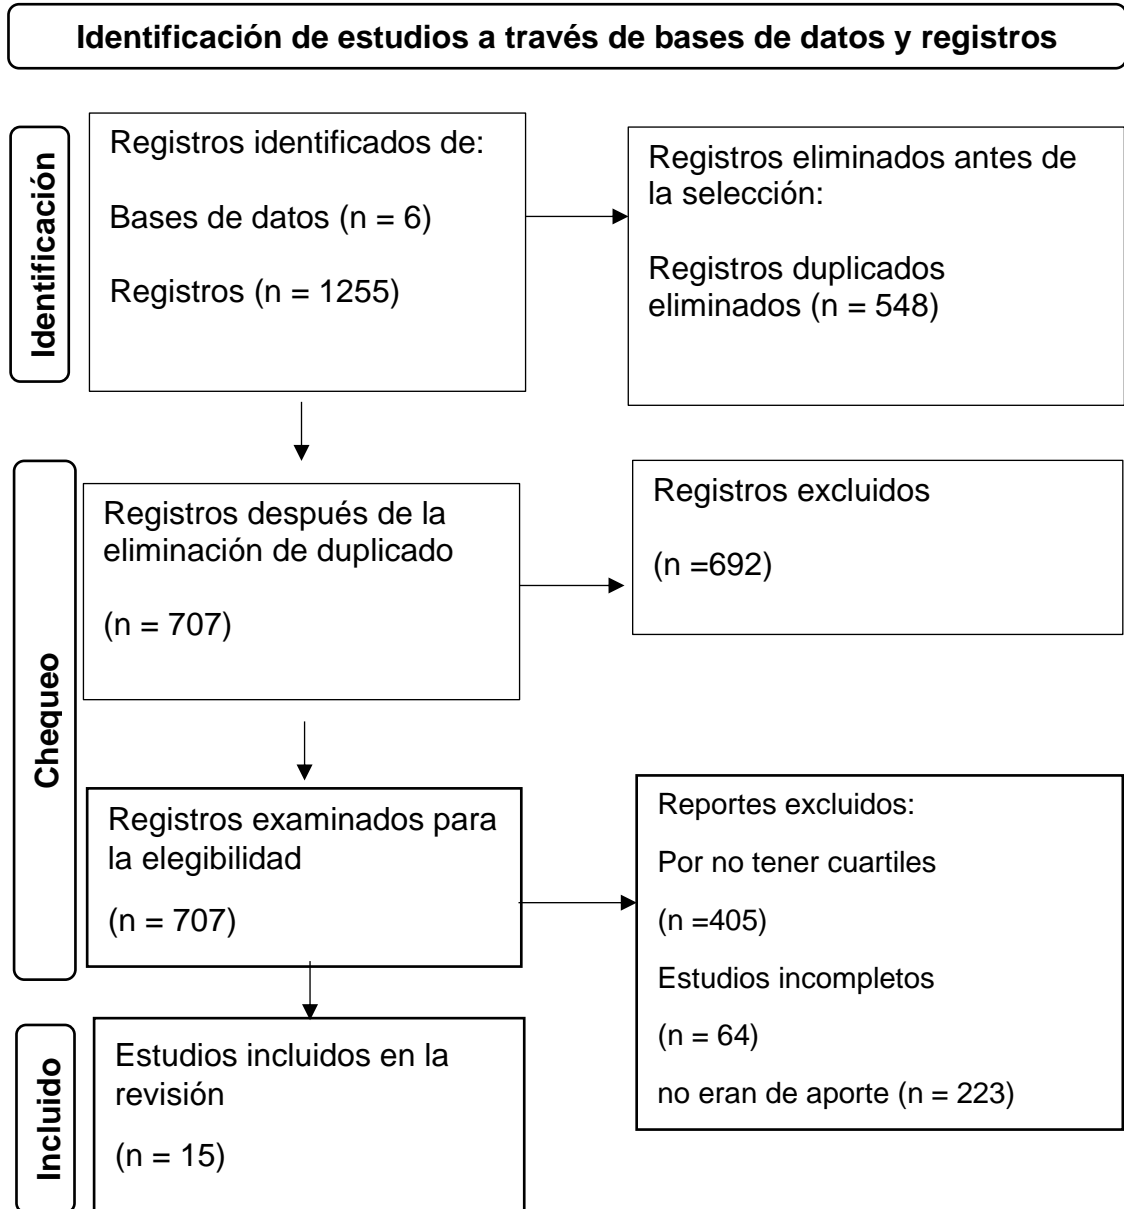 Identificación de estudios a través de bases de datos y registros
Identificación
Registros identificados de:
Bases de datos (n = 6)
Registros (n = 1255)
Registros eliminados antes de
la selección:
Registros duplicados
eliminados (n = 548)
Chequeo
Registros después de la
eliminación de duplicado
(n = 707)
Registros excluidos
(n =692)
Registros examinados para
la elegibilidad
(n = 707)
Reportes excluidos:
Por no tener cuartiles
(n =405)
Estudios incompletos
(n = 64)
no eran de aporte (n = 223)
Incluido
Estudios incluidos en la
revisión
(n = 15)